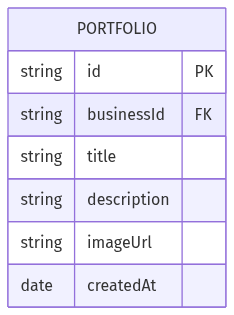 PORTFOLIO
string id PK
string businessId FK
string title
string description
string imageUrl
date createdAt